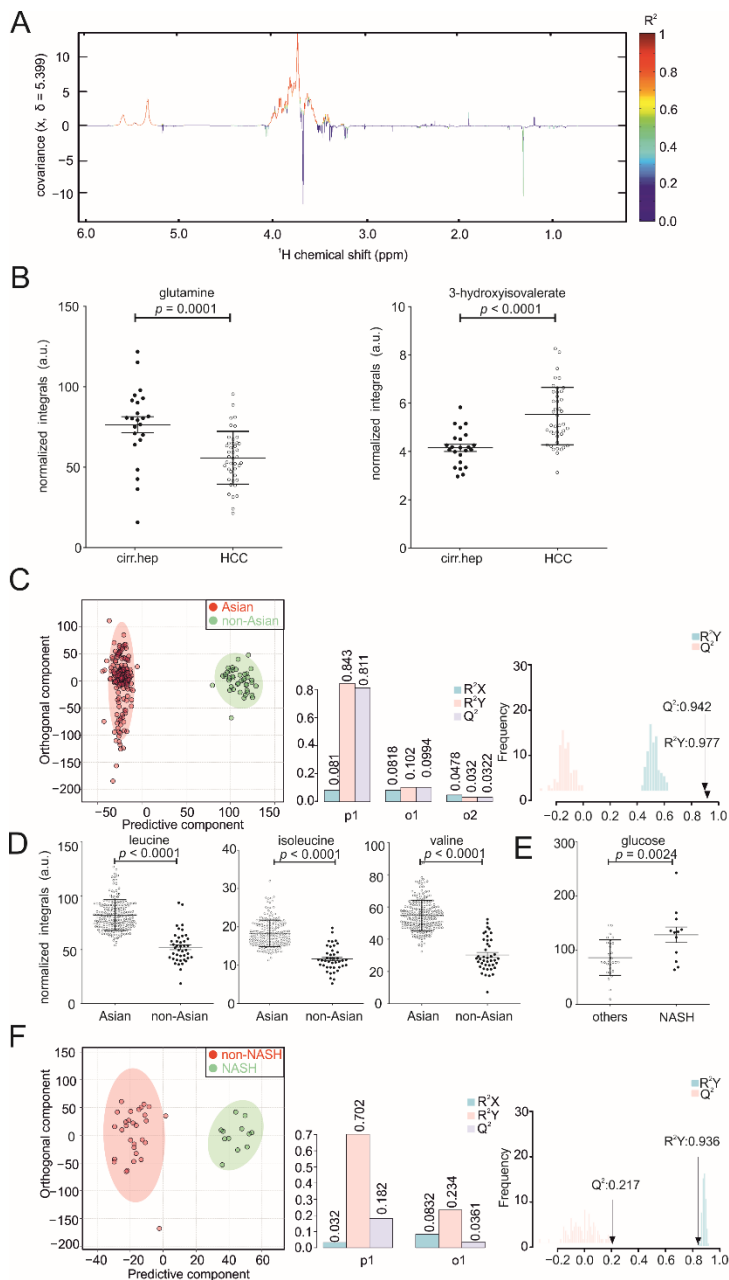 A
R²
covariance (x, δ = 5.399)
10
5
0
−5
−10
6.0 5.0 4.0 3.0 2.0 1.0
¹H chemical shift (ppm)
1
0.8
0.6
0.4
0.2
0.0
B
glutamine
p = 0.0001
normalized integrals (a.u.)
150
100
50
0
cirr.hep HCC
3-hydroxyisovalerate
p < 0.0001
normalized integrals (a.u.)
10
8
6
4
2
0
cirr.hep HCC
C
Asian
non-Asian
Orthogonal component
100
50
0
−50
−100
−150
−200
−50 0 50 100 150
Predictive component
R²X
R²Y
Q²
0.8
0.6
0.4
0.2
0.0
0.081
0.843
0.811
0.0818
0.102
0.0994
0.0478
0.032
0.0322
p1 o1 o2
R²Y
Q²
Frequency
30
20
10
0
Q²:0.942
R²Y:0.977
−0.2 0.0 0.2 0.4 0.6 0.8 1.0
D
leucine
p < 0.0001
normalized integrals (a.u.)
150
100
50
0
Asian non-Asian
isoleucine
p < 0.0001
40
30
20
10
0
Asian non-Asian
valine
p < 0.0001
100
80
60
40
20
0
Asian non-Asian
E
glucose
p = 0.0024
300
200
100
0
others NASH
F
non-NASH
NASH
Orthogonal component
150
100
50
0
−50
−100
−150
−200
−40 −20 0 20 40 60
Predictive component
R²X
R²Y
Q²
0.7
0.6
0.5
0.4
0.3
0.2
0.1
0.0
0.032
0.702
0.182
0.0832
0.234
0.0361
p1 o1
R²Y
Q²
Frequency
30
20
10
0
Q²:0.217
R²Y:0.936
−0.4 0.0 0.2 0.4 0.6 0.8 1.0